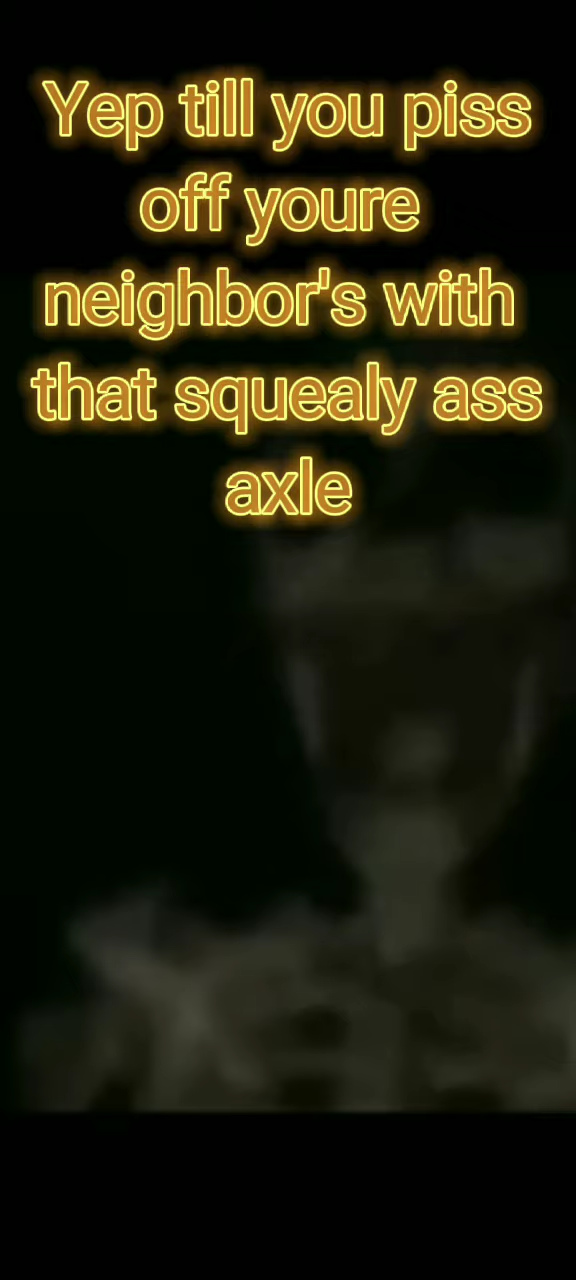 Yep till you piss
off youre
neighbor's with
that squealy ass
axle